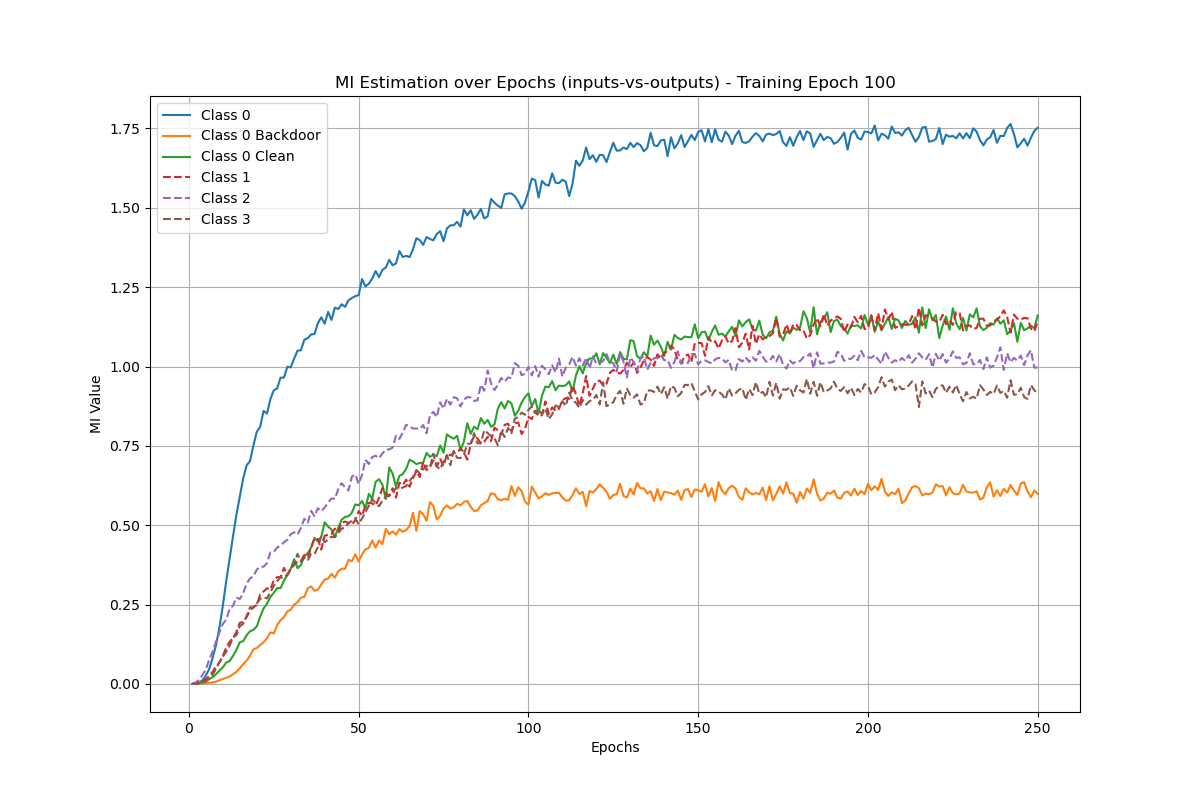 MI Estimation over Epochs (inputs-vs-outputs) - Training Epoch 100
Class 0
Class 0 Backdoor
Class 0 Clean
Class 1
Class 2
Class 3
MI Value
1.75
1.50
1.25
1.00
0.75
0.50
0.25
0.00
0 50 100 150 200 250
Epochs